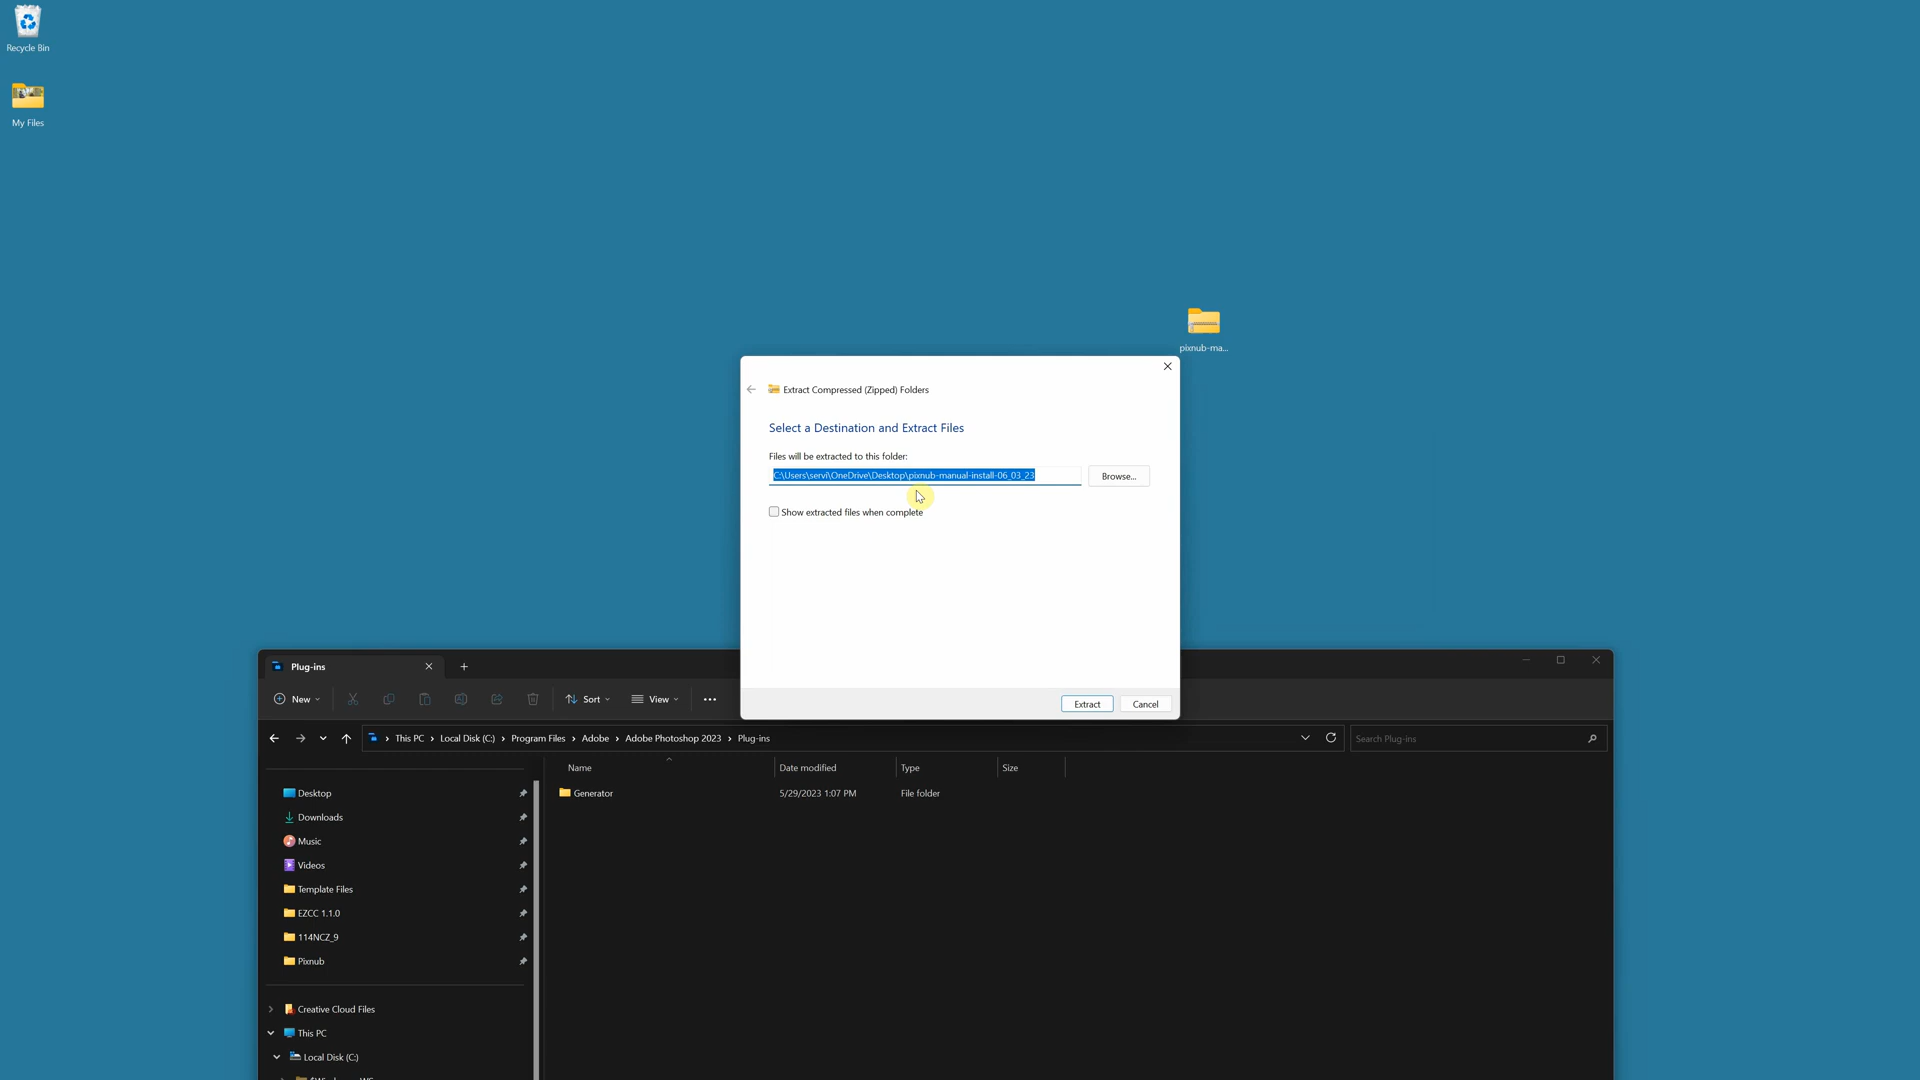 Recycle Bin
My Files
pixnub-ma...
Extract Compressed (Zipped) Folders
Select a Destination and Extract Files
Files will be extracted to this folder:
C:\Users\servi\OneDrive\Desktop\pixnub-manual-install-06_03_23
Browse...
Show extracted files when complete
Extract
Cancel
Plug-ins
New
Sort
View
This PC > Local Disk (C:) > Program Files > Adobe > Adobe Photoshop 2023 > Plug-ins
Search Plug-ins
Name
Date modified
Type
Size
Generator
5/29/2023 1:07 PM
File folder
Desktop
Downloads
Music
Videos
Template Files
EZCC 1.1.0
114NCZ_9
Pixnub
Creative Cloud Files
This PC
Local Disk (C:)